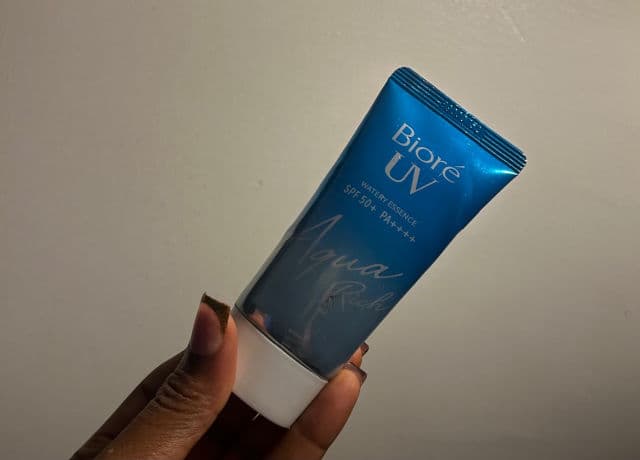 Bioré
UV
WATERY ESSENCE
SPF 50+ PA++++
Aqua
Rich